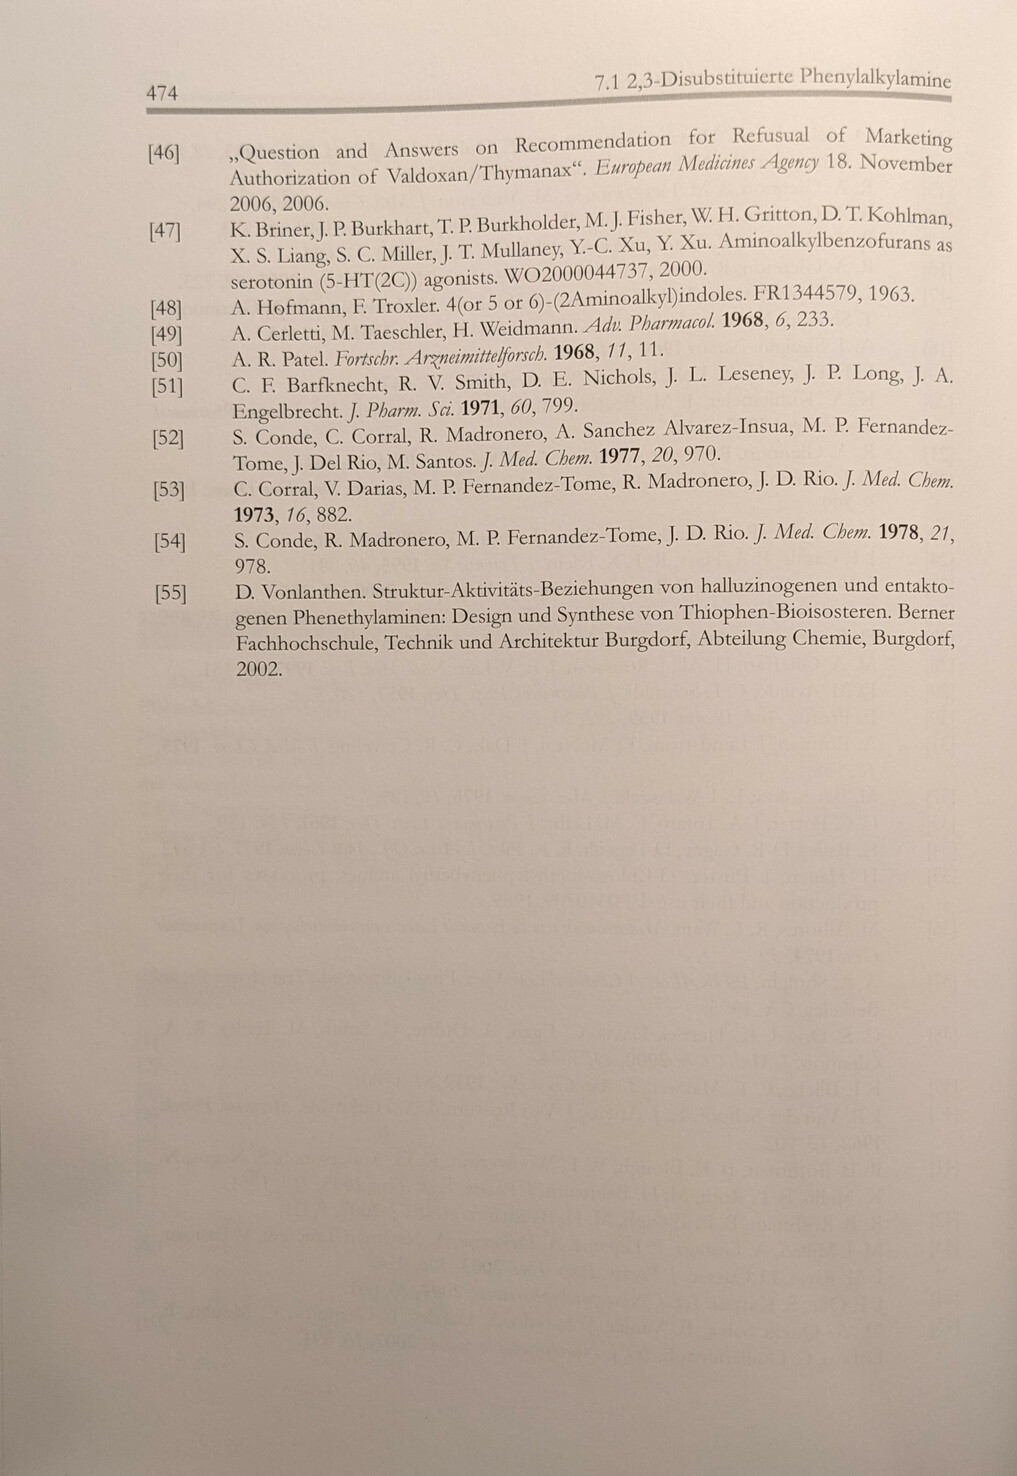 474
7.1 2,3-Disubstituierte Phenylalkylamine
[46] „Question and Answers on Recommendation for Refusual of Marketing
Authorization of Valdoxan/Thymanax“. European Medicines Agency 18. November
2006, 2006.
[47] K. Briner, J. P. Burkhart, T. P. Burkholder, M. J. Fisher, W. H. Gritton, D. T. Kohlman,
X. S. Liang, S. C. Miller, J. T. Mullaney, Y.-C. Xu, Y. Xu. Aminoalkylbenzofurans as
serotonin (5-HT(2C)) agonists. WO2000044737, 2000.
[48] A. Hofmann, F. Troxler. 4(or 5 or 6)-(2Aminoalkyl)indoles. FR1344579, 1963.
[49] A. Cerletti, M. Taeschler, H. Weidmann. Adv. Pharmacol. 1968, 6, 233.
[50] A. R. Patel. Fortschr. Arzneimittelforsch. 1968, 11, 11.
[51] C. F. Barfknecht, R. V. Smith, D. E. Nichols, J. L. Leseney, J. P. Long, J. A.
Engelbrecht. J. Pharm. Sci. 1971, 60, 799.
[52] S. Conde, C. Corral, R. Madronero, A. Sanchez Alvarez-Insua, M. P. Fernandez-
Tome, J. Del Rio, M. Santos. J. Med. Chem. 1977, 20, 970.
[53] C. Corral, V. Darias, M. P. Fernandez-Tome, R. Madronero, J. D. Rio. J. Med. Chem.
1973, 16, 882.
[54] S. Conde, R. Madronero, M. P. Fernandez-Tome, J. D. Rio. J. Med. Chem. 1978, 21,
978.
[55] D. Vonlanthen. Struktur-Aktivitäts-Beziehungen von halluzinogenen und entakto-
genen Phenethylaminen: Design und Synthese von Thiophen-Bioisosteren. Berner
Fachhochschule, Technik und Architektur Burgdorf, Abteilung Chemie, Burgdorf,
2002.